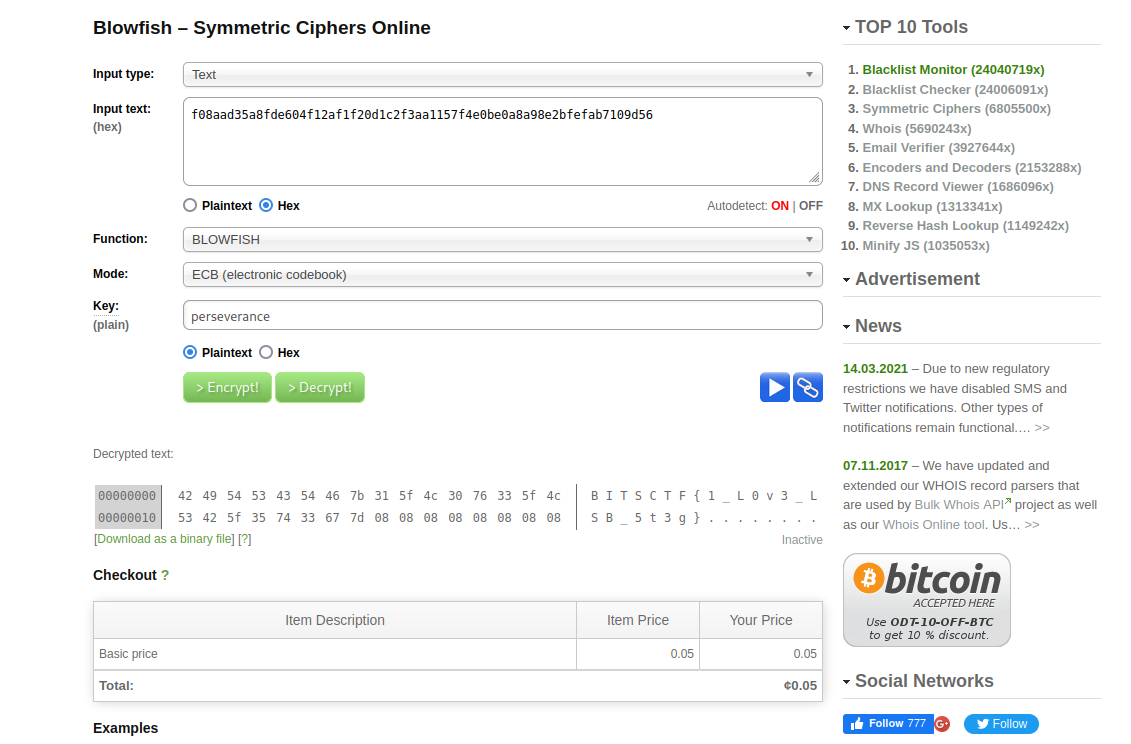 Blowfish – Symmetric Ciphers Online
Input type:
Text
Input text:
(hex)
f08aad35a8fde604f12af1f20d1c2f3aa1157f4e0be0a8a98e2bfefab7109d56
Plaintext Hex
Autodetect: ON | OFF
Function:
BLOWFISH
Mode:
ECB (electronic codebook)
Key:
(plain)
perseverance
Plaintext Hex
> Encrypt! > Decrypt!
Decrypted text:
00000000 42 49 54 53 43 54 46 7b 31 5f 4c 30 76 33 5f 4c B I T S C T F { 1 _ L 0 v 3 _ L
00000010 53 42 5f 35 74 33 67 7d 08 08 08 08 08 08 08 08 S B _ 5 t 3 g } . . . . . . . .
[Download as a binary file] [?]
Inactive
Checkout ?
Item Description Item Price Your Price
Basic price 0.05 0.05
Total: ¢0.05
Examples
TOP 10 Tools
1. Blacklist Monitor (24040719x)
2. Blacklist Checker (24006091x)
3. Symmetric Ciphers (6805500x)
4. Whois (5690243x)
5. Email Verifier (3927644x)
6. Encoders and Decoders (2153288x)
7. DNS Record Viewer (1686096x)
8. MX Lookup (1313341x)
9. Reverse Hash Lookup (1149242x)
10. Minify JS (1035053x)
Advertisement
News
14.03.2021 – Due to new regulatory
restrictions we have disabled SMS and
Twitter notifications. Other types of
notifications remain functional.… >>
07.11.2017 – We have updated and
extended our WHOIS record parsers that
are used by Bulk Whois API project as well
as our Whois Online tool. Us… >>
bitcoin
ACCEPTED HERE
Use ODT-10-OFF-BTC
to get 10 % discount.
Social Networks
Follow 777 G+ Follow